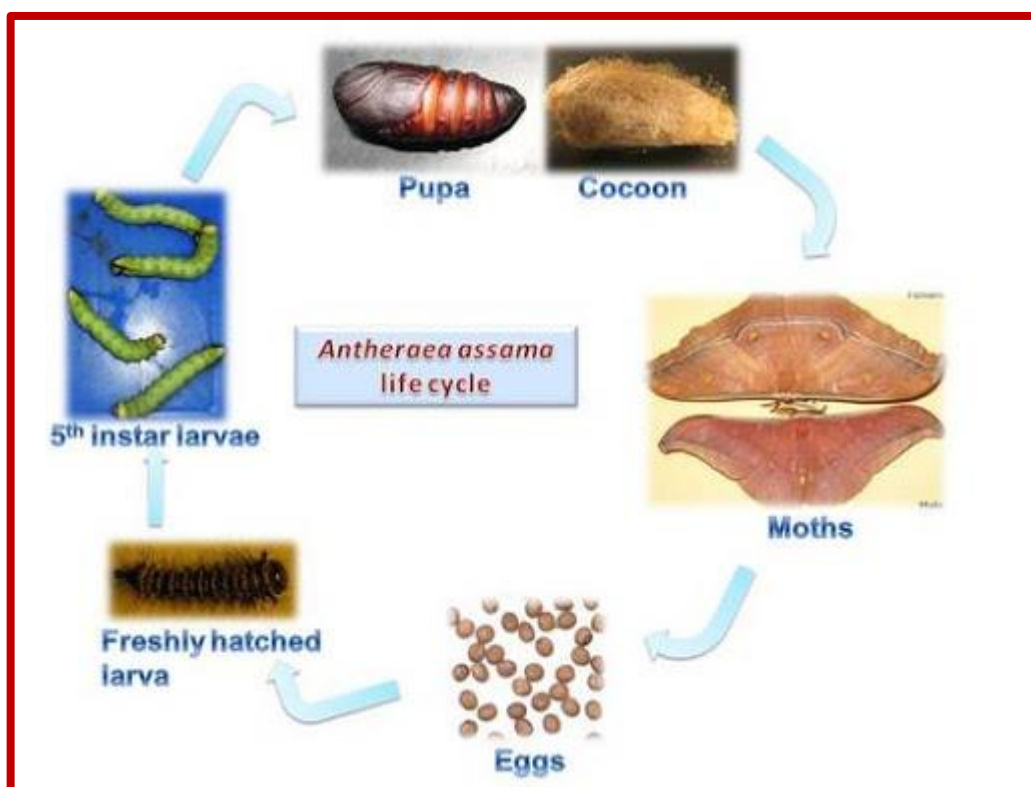 Pupa
Cocoon
Antheraea assama
life cycle
5th instar larvae
Moths
Freshly hatched
larva
Eggs